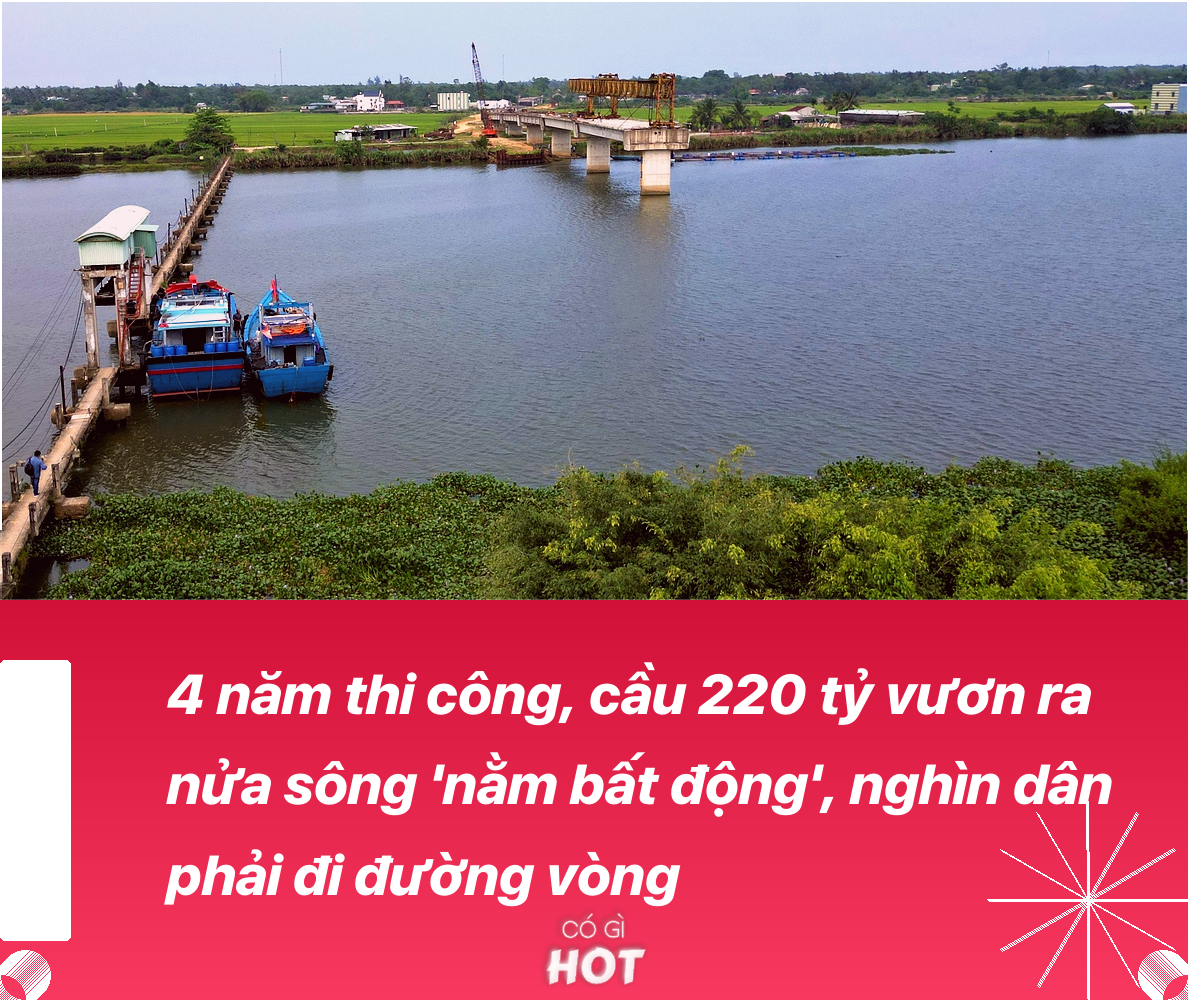 4 năm thi công, cầu 220 tỷ vươn ra
nửa sông 'nằm bất động', nghìn dân
phải đi đường vòng
CÓ GÌ
HOT